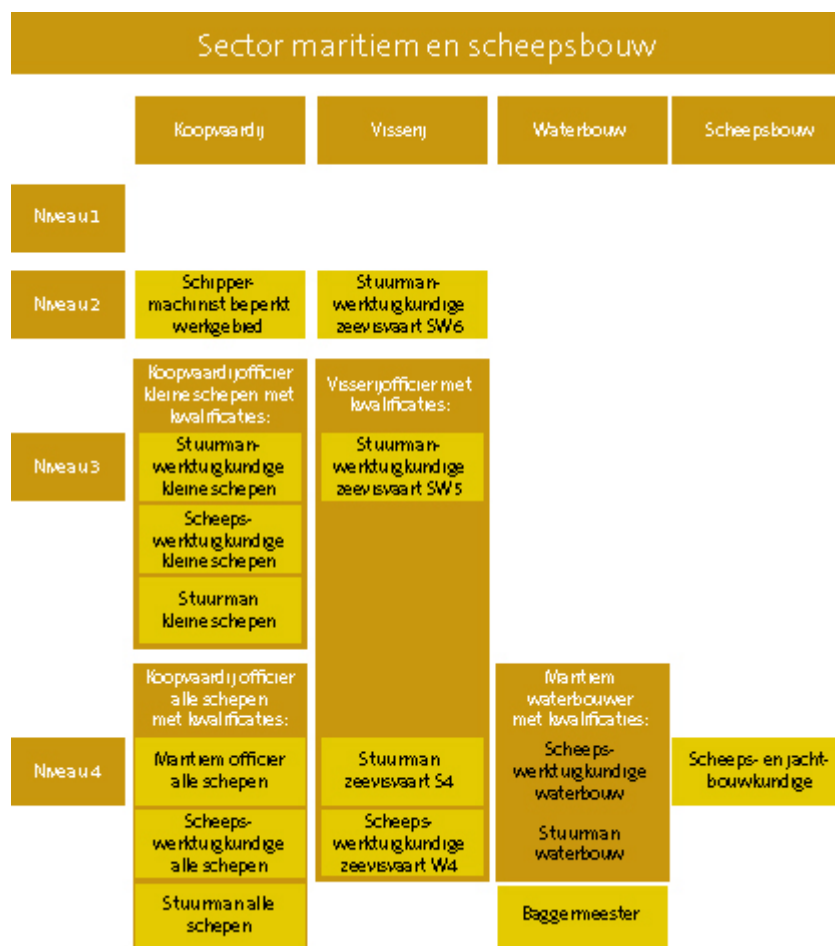 Sector maritiem en scheepsbouw
Koopvaardij
Visserij
Waterbouw
Scheepsbouw
Niveau 1
Niveau 2
Schipper-
machinist beperkt
werkgebied
Stuurman-
werktuigkundige
zeevisvaart SW6
Niveau 3
Koopvaardijofficier
kleine schepen met
kwalificaties:
Stuurman-
werktuigkundige
kleine schepen
Scheeps-
werktuigkundige
kleine schepen
Stuurman
kleine schepen
Visserijofficier met
kwalificaties:
Stuurman-
werktuigkundige
zeevisvaart SW5
Niveau 4
Koopvaardijofficier
alle schepen
met kwalificaties:
Maritiem officier
alle schepen
Scheeps-
werktuigkundige
alle schepen
Stuurman alle
schepen
Stuurman
zeevisvaart S4
Scheeps-
werktuigkundige
zeevisvaart W4
Maritiem
waterbouwer
met kwalificaties:
Scheeps-
werktuigkundige
waterbouw
Stuurman
waterbouw
Baggermeester
Scheeps- en jacht-
bouwkundige